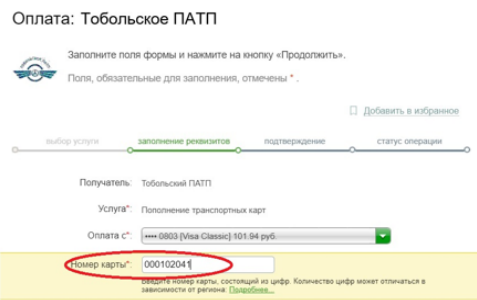 Оплата: Тобольское ПАТП
Заполните поля формы и нажмите на кнопку «Продолжить».
Поля, обязательные для заполнения, отмечены * .
Добавить в избранное
выбор услуги заполнение реквизитов подтверждение статус операции
Получатель: Тобольский ПАТП
Услуга*: Пополнение транспортных карт
Оплата с*: •••• 0803 [Visa Classic] 101.94 руб.
Номер карты*: 000102041
Введите номер карты, состоящий из цифр. Количество цифр может отличаться в
зависимости от региона Подробнее...